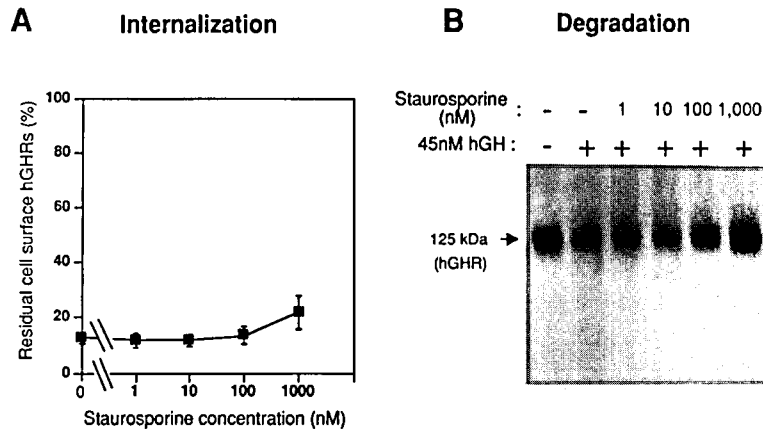 A
Internalization
Residual cell surface hGHRs (%)
100
80
60
40
20
0
0
1
10
100
1000
Staurosporine concentration (nM)
B
Degradation
Staurosporine (nM) : - - 1 10 100 1,000
45nM hGH : - + + + + +
125 kDa
(hGHR)